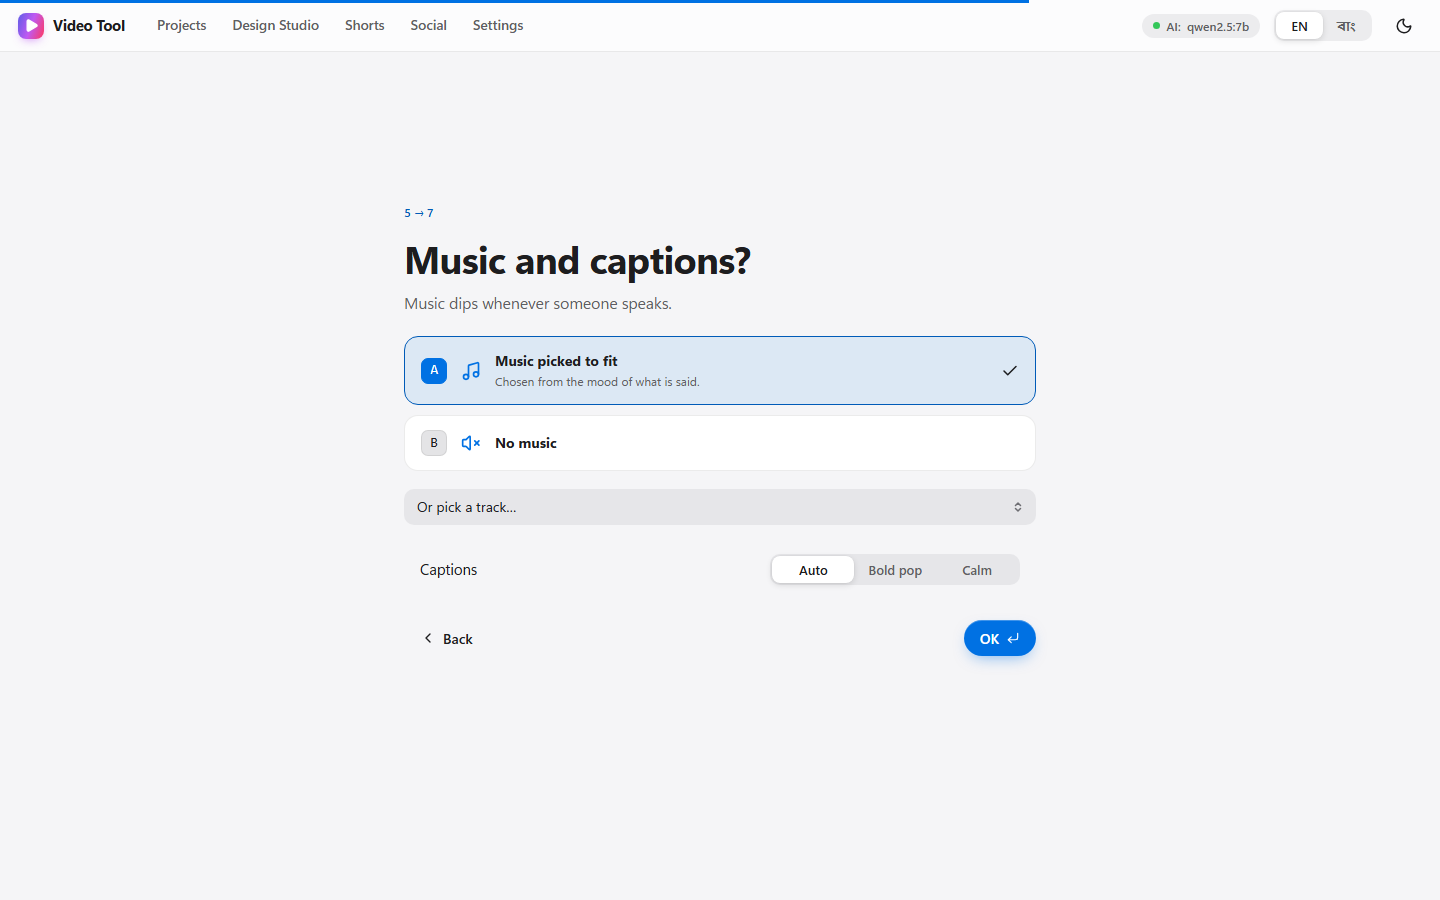 Video Tool
Projects
Design Studio
Shorts
Social
Settings
AI: qwen2.5:7b
EN
বাং
5 → 7
Music and captions?
Music dips whenever someone speaks.
A
Music picked to fit
Chosen from the mood of what is said.
B
No music
Or pick a track...
Captions
Auto
Bold pop
Calm
Back
OK